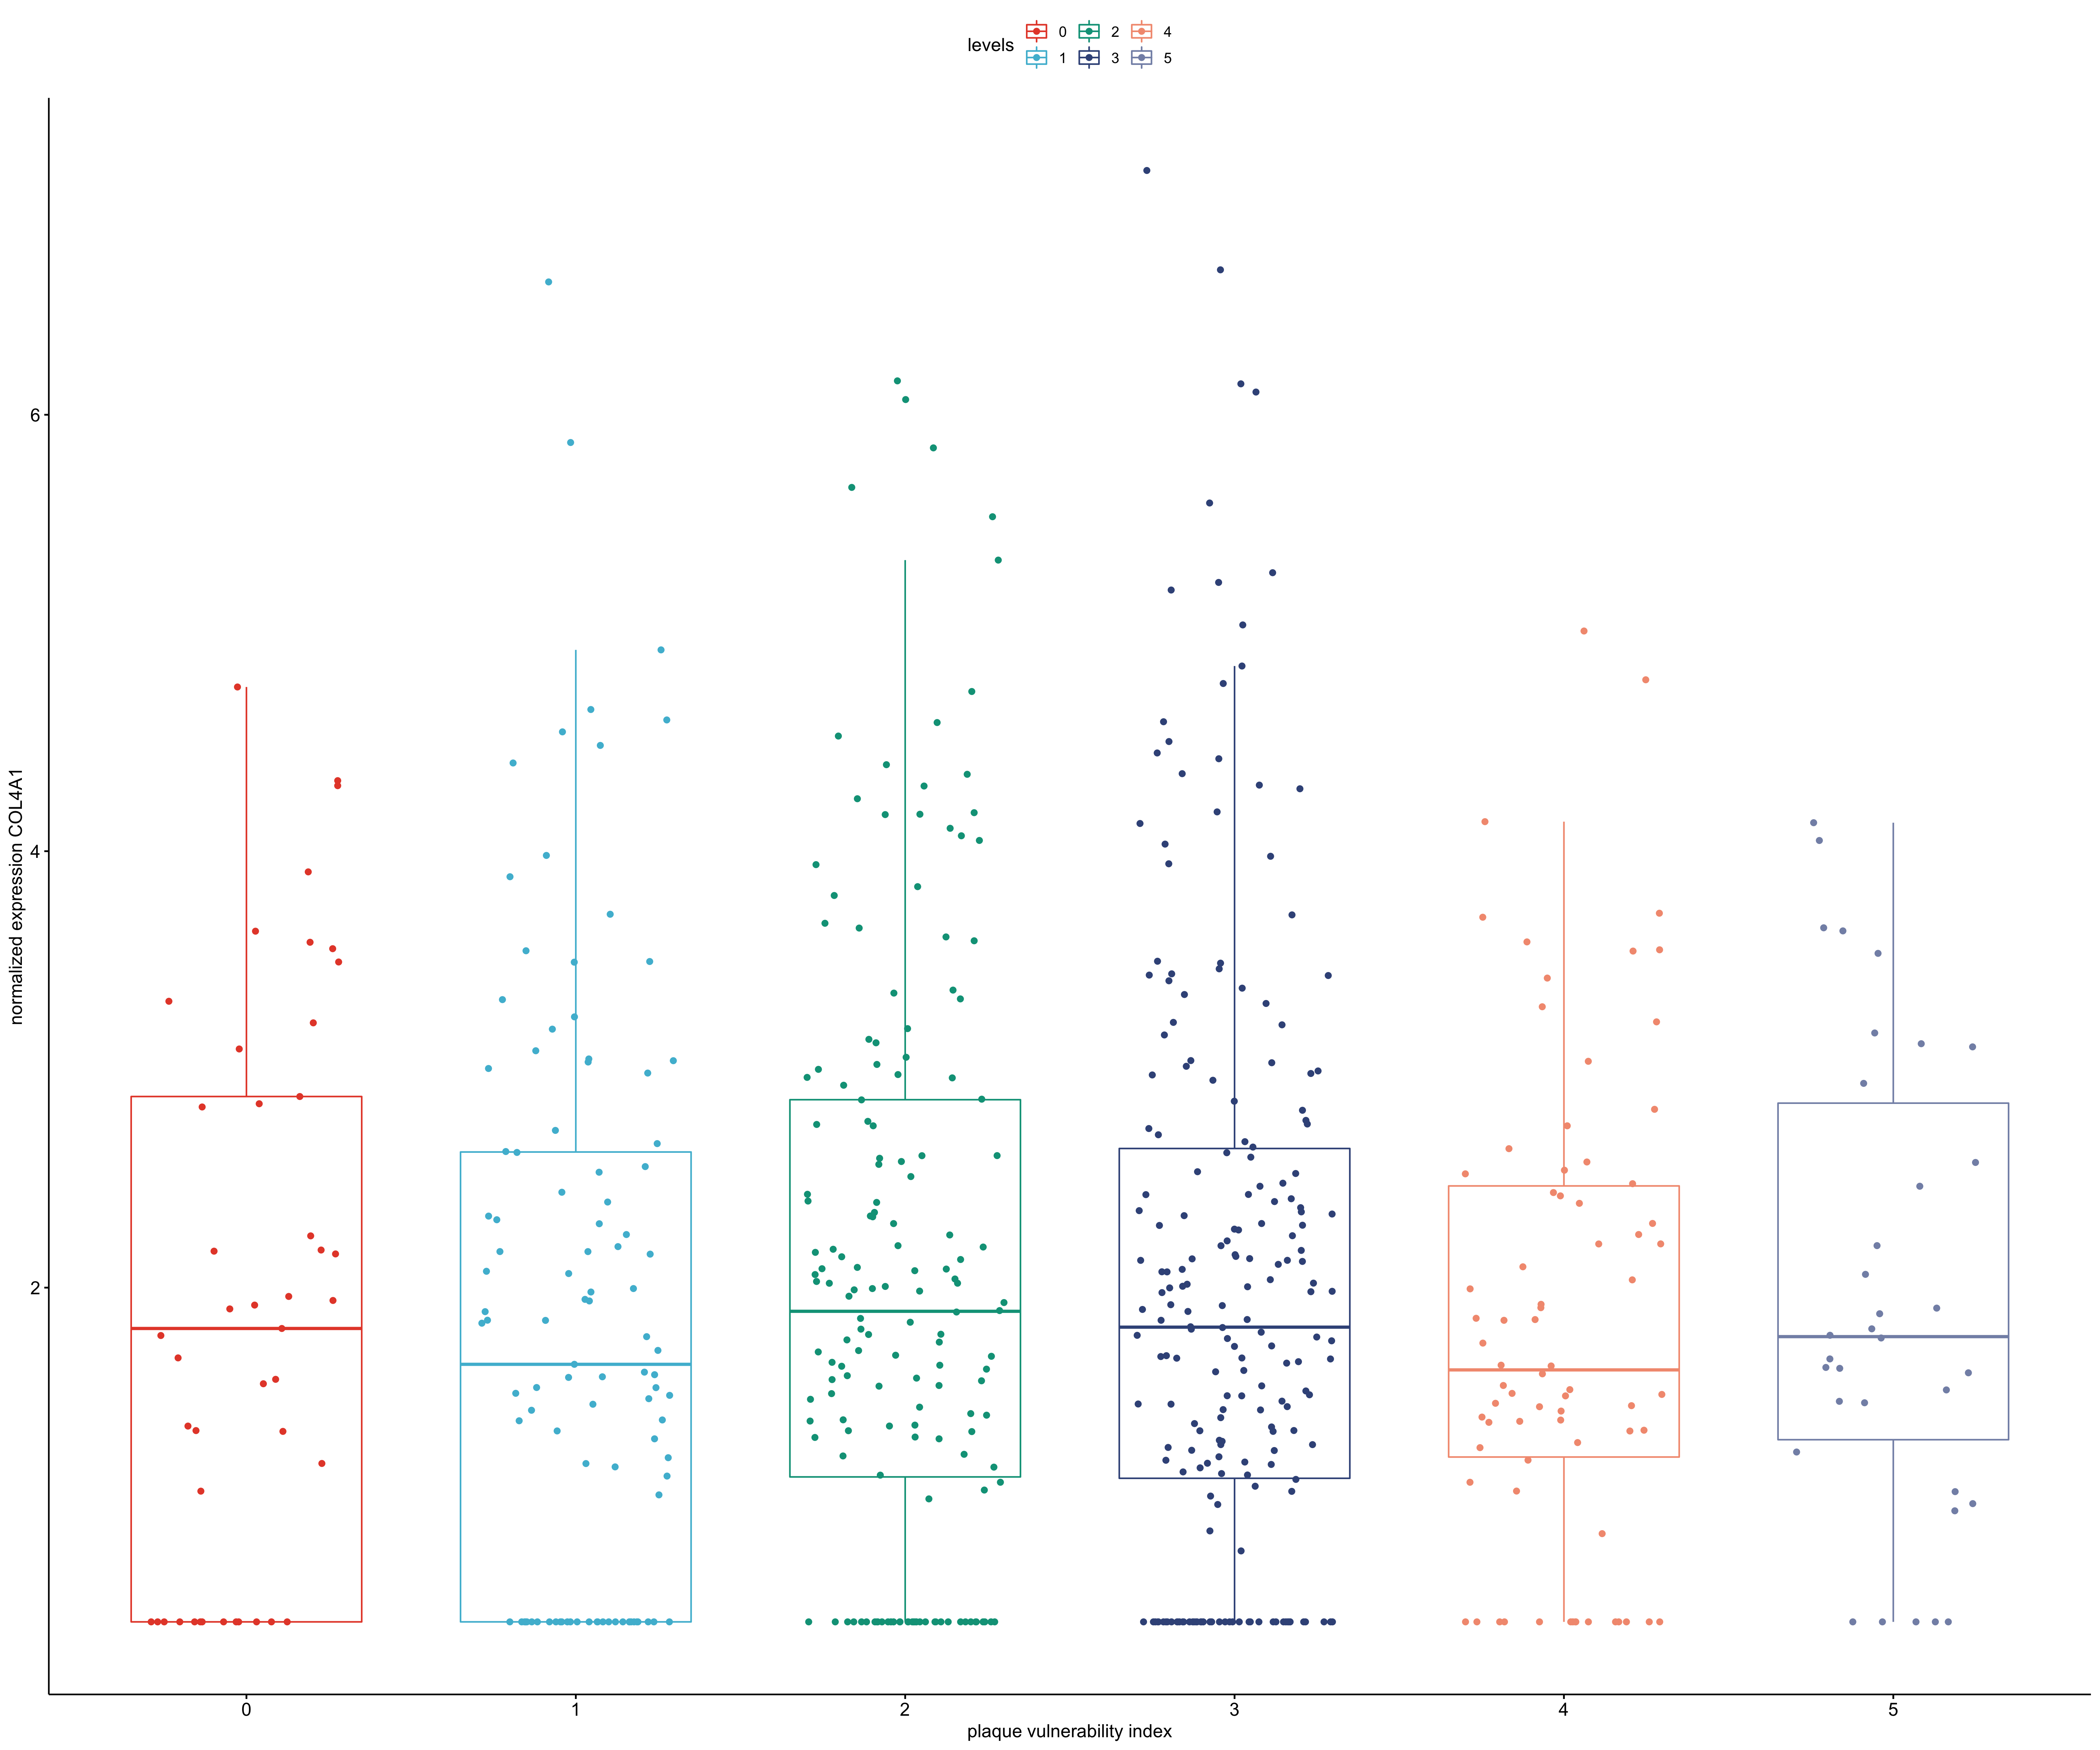 levels
0 2 4
1 3 5
normalized expression COL4A1
6
4
2
0 1 2 3 4 5
plaque vulnerability index